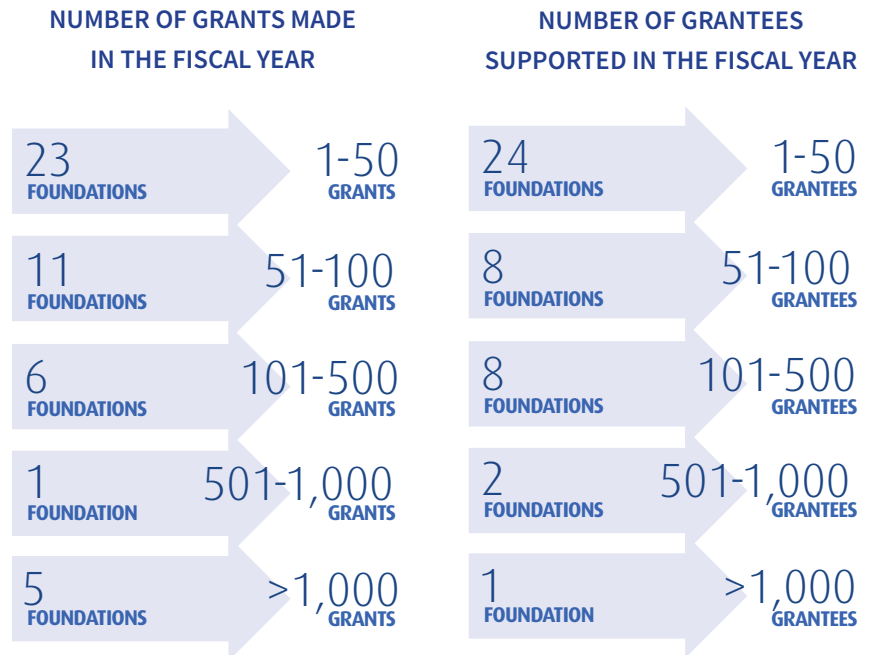 NUMBER OF GRANTS MADE
IN THE FISCAL YEAR
23
FOUNDATIONS
1-50
GRANTS
11
FOUNDATIONS
51-100
GRANTS
6
FOUNDATIONS
101-500
GRANTS
1
FOUNDATION
501-1,000
GRANTS
5
FOUNDATIONS
>1,000
GRANTS
NUMBER OF GRANTEES
SUPPORTED IN THE FISCAL YEAR
24
FOUNDATIONS
1-50
GRANTEES
8
FOUNDATIONS
51-100
GRANTEES
8
FOUNDATIONS
101-500
GRANTEES
2
FOUNDATIONS
501-1,000
GRANTEES
1
FOUNDATION
>1,000
GRANTEES